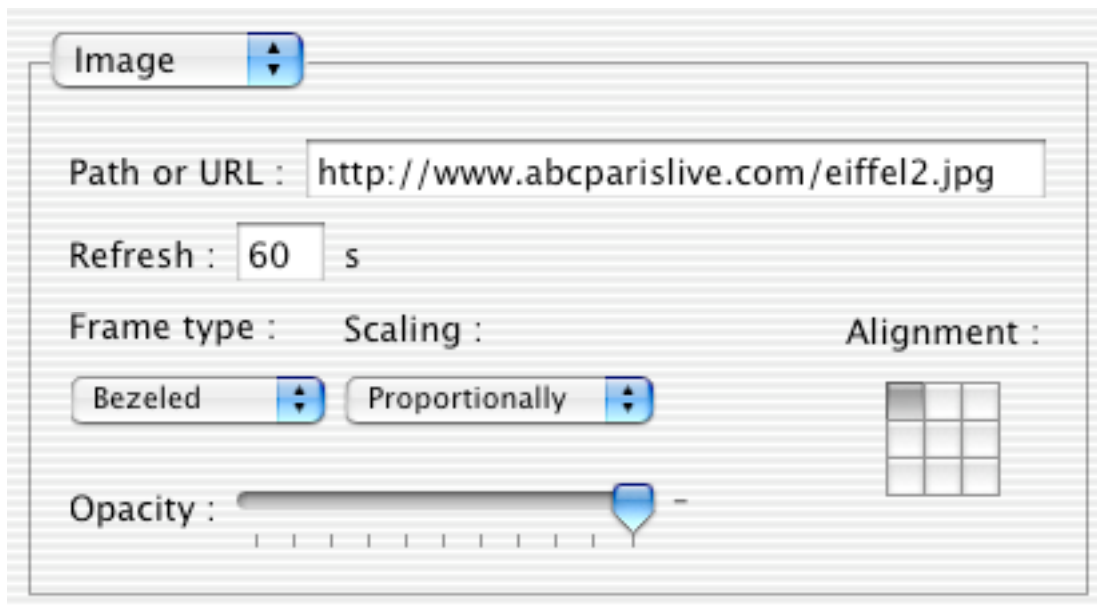 Image
Path or URL : http://www.abcparislive.com/eiffel2.jpg
Refresh : 60 s
Frame type : Scaling : Alignment :
Bezeled Proportionally
Opacity : -